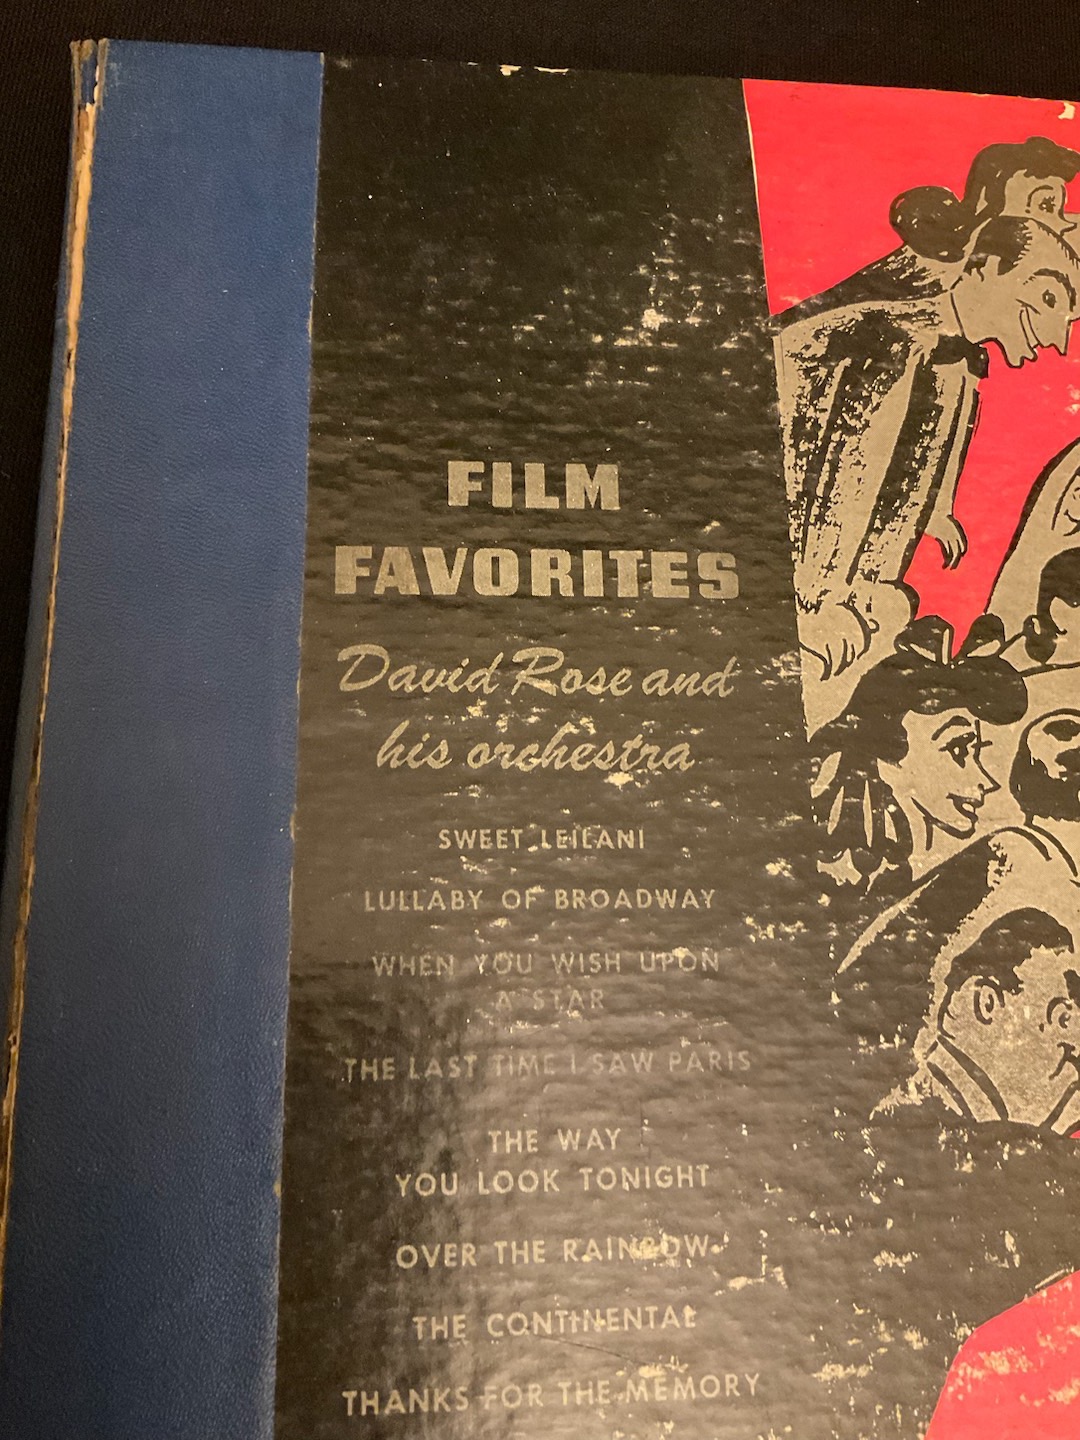 FILM
FAVORITES
David Rose and
his orchestra
SWEET LEILANI
LULLABY OF BROADWAY
WHEN YOU WISH UPON
A STAR
THE LAST TIME I SAW PARIS
THE WAY
YOU LOOK TONIGHT
OVER THE RAINBOW
THE CONTINENTAL
THANKS FOR THE MEMORY